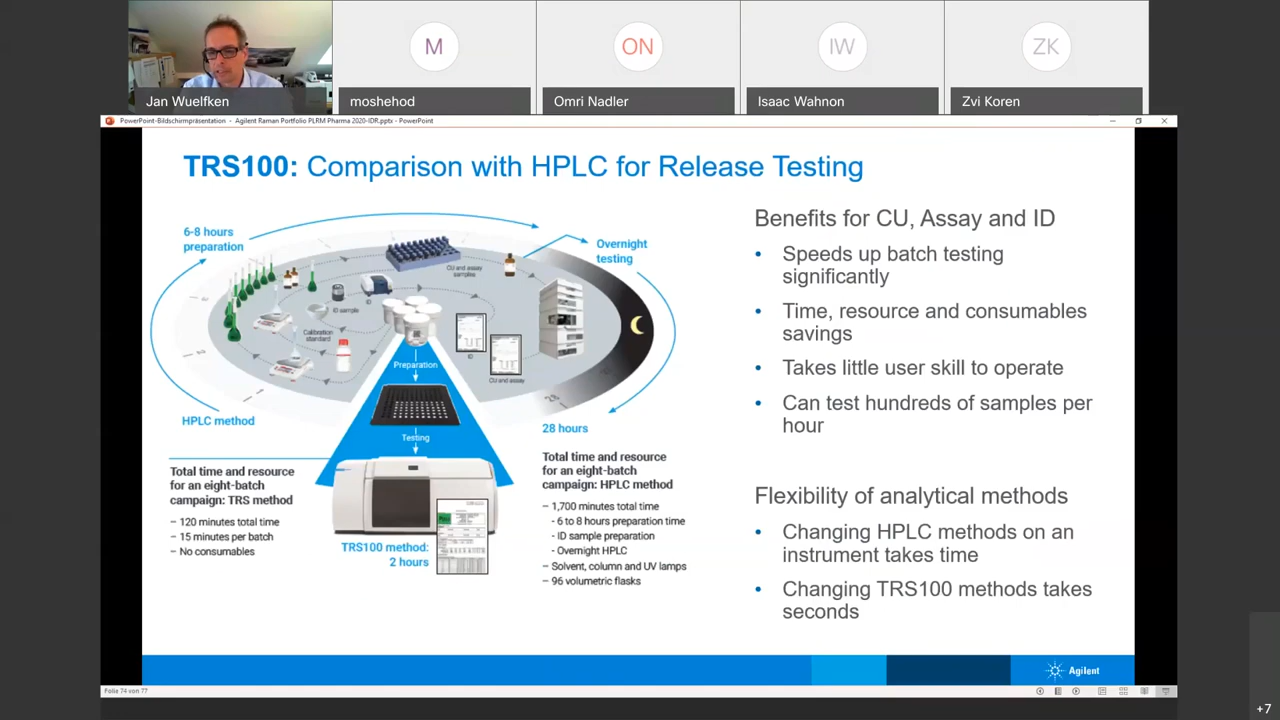 M
ON
IW
ZK
Jan Wuelfken
moshehod
Omri Nadler
Isaac Wahnon
Zvi Koren
PowerPoint-Bildschirmpräsentation - Agilent Raman Portfolio PLRM Pharma 2020-IDR.pptx - PowerPoint
TRS100: Comparison with HPLC for Release Testing
6-8 hours
preparation
Overnight
testing
CU and assay
samples
ID
ID sample
Calibration
standard
ID
CU and assay
Preparation
Testing
HPLC method
28 hours
28
Total time and resource
for an eight-batch
campaign: TRS method
– 120 minutes total time
– 15 minutes per batch
– No consumables
TRS100 method:
2 hours
Total time and resource
for an eight-batch
campaign: HPLC method
– 1,700 minutes total time
- 6 to 8 hours preparation time
- ID sample preparation
- Overnight HPLC
– Solvent, column and UV lamps
– 96 volumetric flasks
Benefits for CU, Assay and ID
• Speeds up batch testing
significantly
• Time, resource and consumables
savings
• Takes little user skill to operate
• Can test hundreds of samples per
hour
Flexibility of analytical methods
• Changing HPLC methods on an
instrument takes time
• Changing TRS100 methods takes
seconds
Agilent
Folie 74 von 77
+7